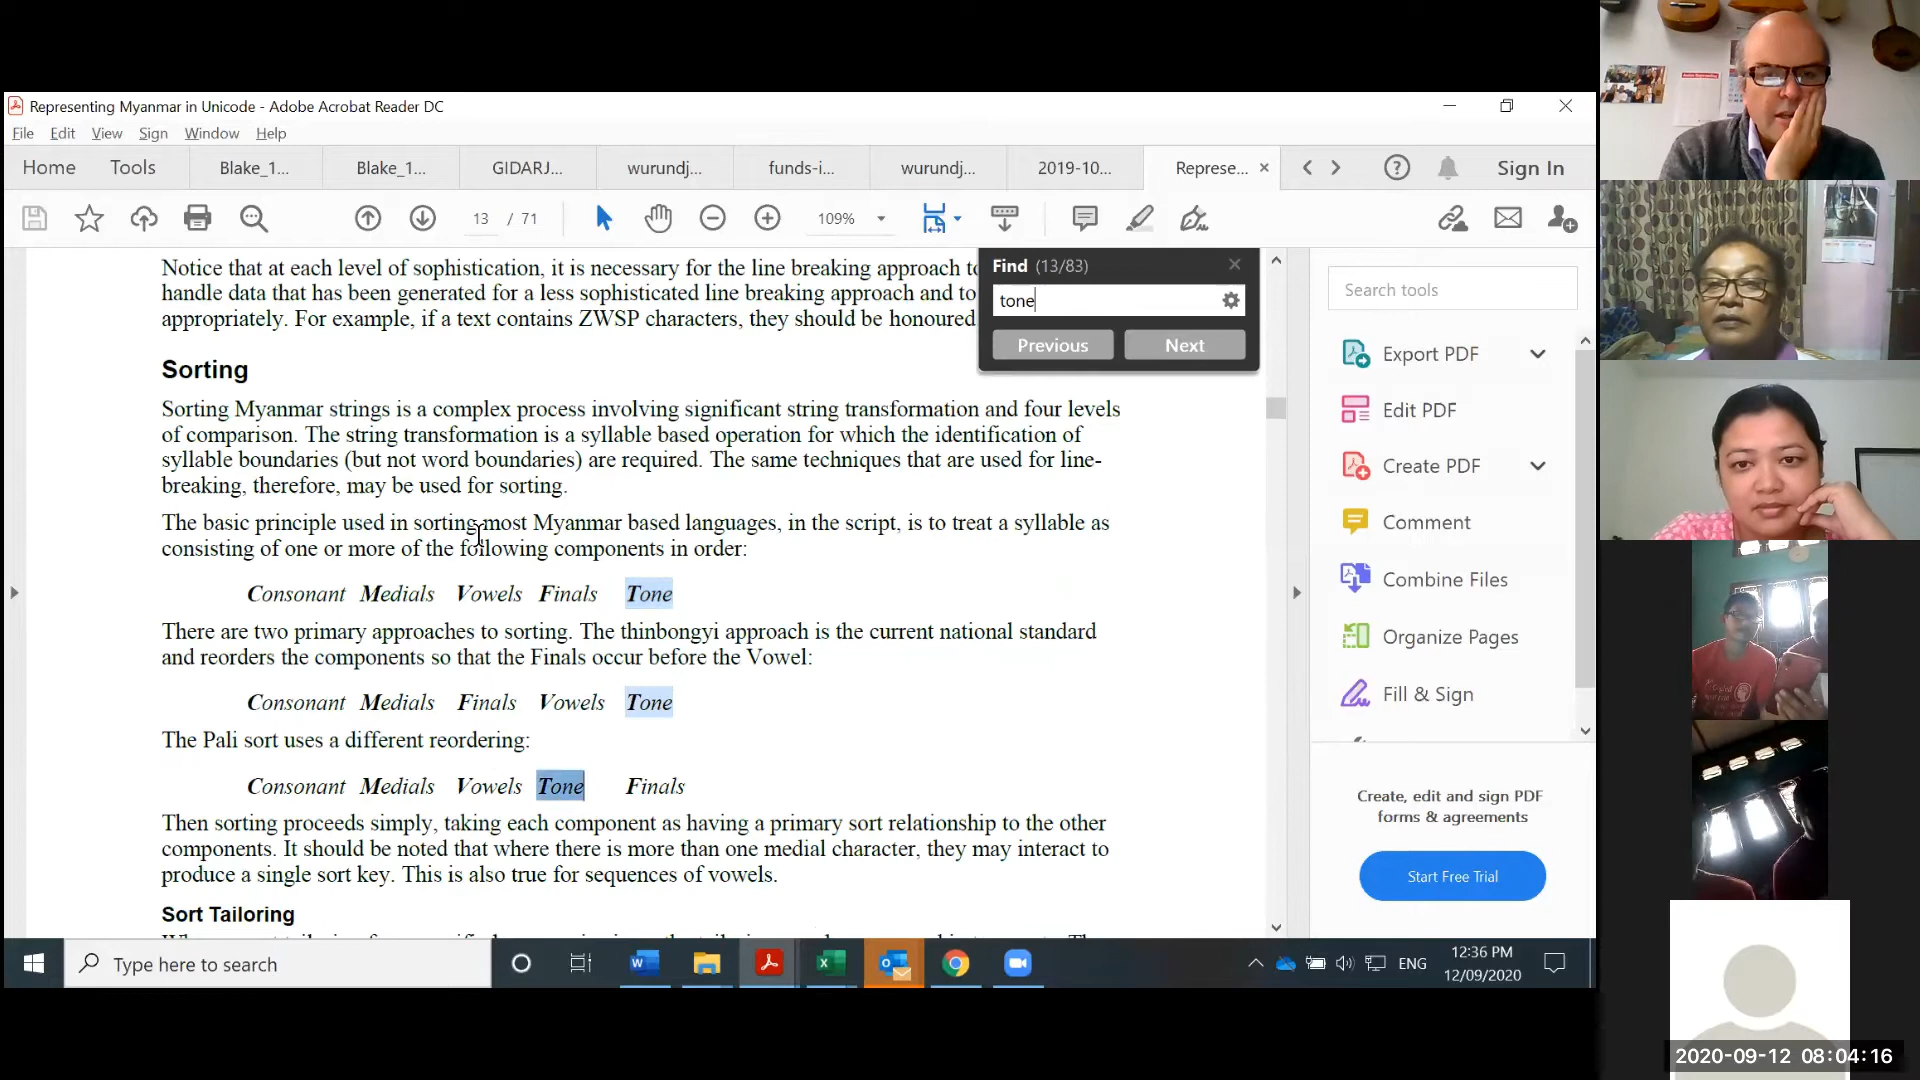 Representing Myanmar in Unicode - Adobe Acrobat Reader DC
File Edit View Sign Window Help
Home Tools Blake_1... Blake_1... GIDARJ... wurundj... funds-i... wurundj... 2019-10... Represe... Sign In
13 / 71 109%
Notice that at each level of sophistication, it is necessary for the line breaking approach to
handle data that has been generated for a less sophisticated line breaking approach and to
appropriately. For example, if a text contains ZWSP characters, they should be honoured
Find (13/83)
tone
Previous Next
Sorting
Sorting Myanmar strings is a complex process involving significant string transformation and four levels
of comparison. The string transformation is a syllable based operation for which the identification of
syllable boundaries (but not word boundaries) are required. The same techniques that are used for line-
breaking, therefore, may be used for sorting.
The basic principle used in sorting most Myanmar based languages, in the script, is to treat a syllable as
consisting of one or more of the following components in order:
Consonant Medials Vowels Finals Tone
There are two primary approaches to sorting. The thinbongyi approach is the current national standard
and reorders the components so that the Finals occur before the Vowel:
Consonant Medials Finals Vowels Tone
The Pali sort uses a different reordering:
Consonant Medials Vowels Tone Finals
Then sorting proceeds simply, taking each component as having a primary sort relationship to the other
components. It should be noted that where there is more than one medial character, they may interact to
produce a single sort key. This is also true for sequences of vowels.
Sort Tailoring
Search tools
Export PDF
Edit PDF
Create PDF
Comment
Combine Files
Organize Pages
Fill & Sign
Create, edit and sign PDF
forms & agreements
Start Free Trial
Type here to search
ENG
12:36 PM
12/09/2020
2020-09-12 08:04:16